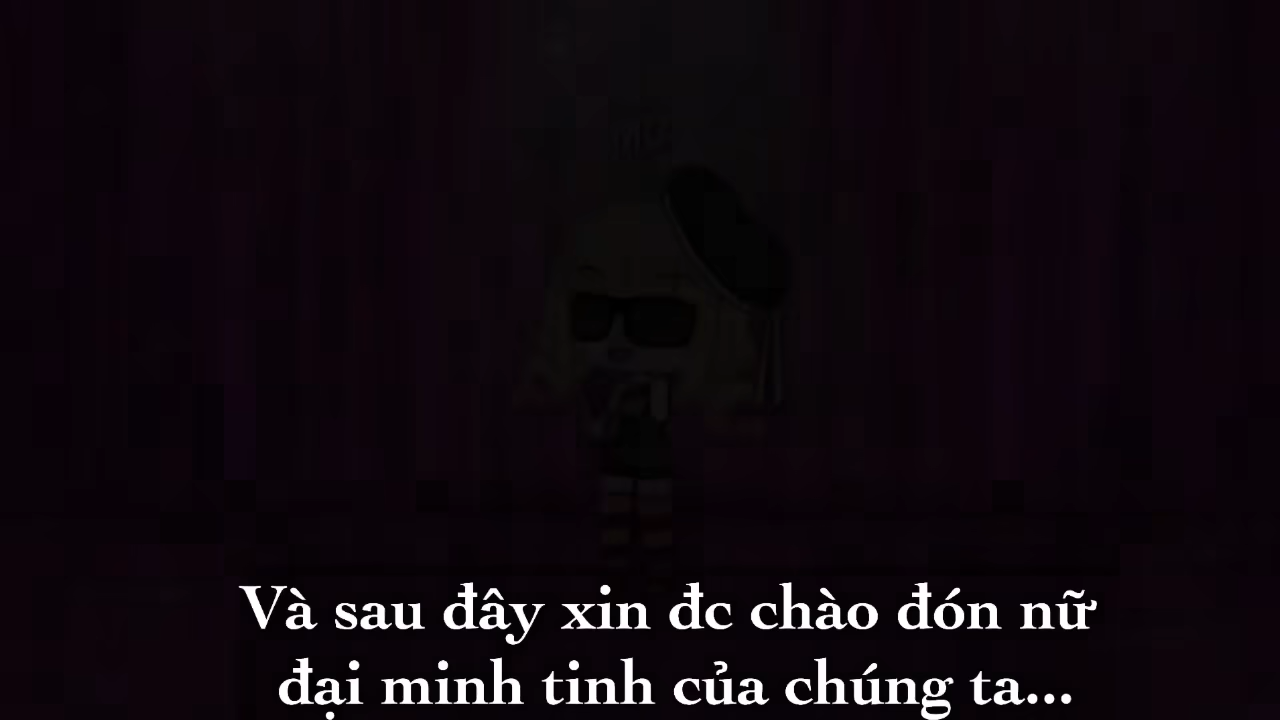 Và sau đây xin đc chào đón nữ
đại minh tinh của chúng ta...